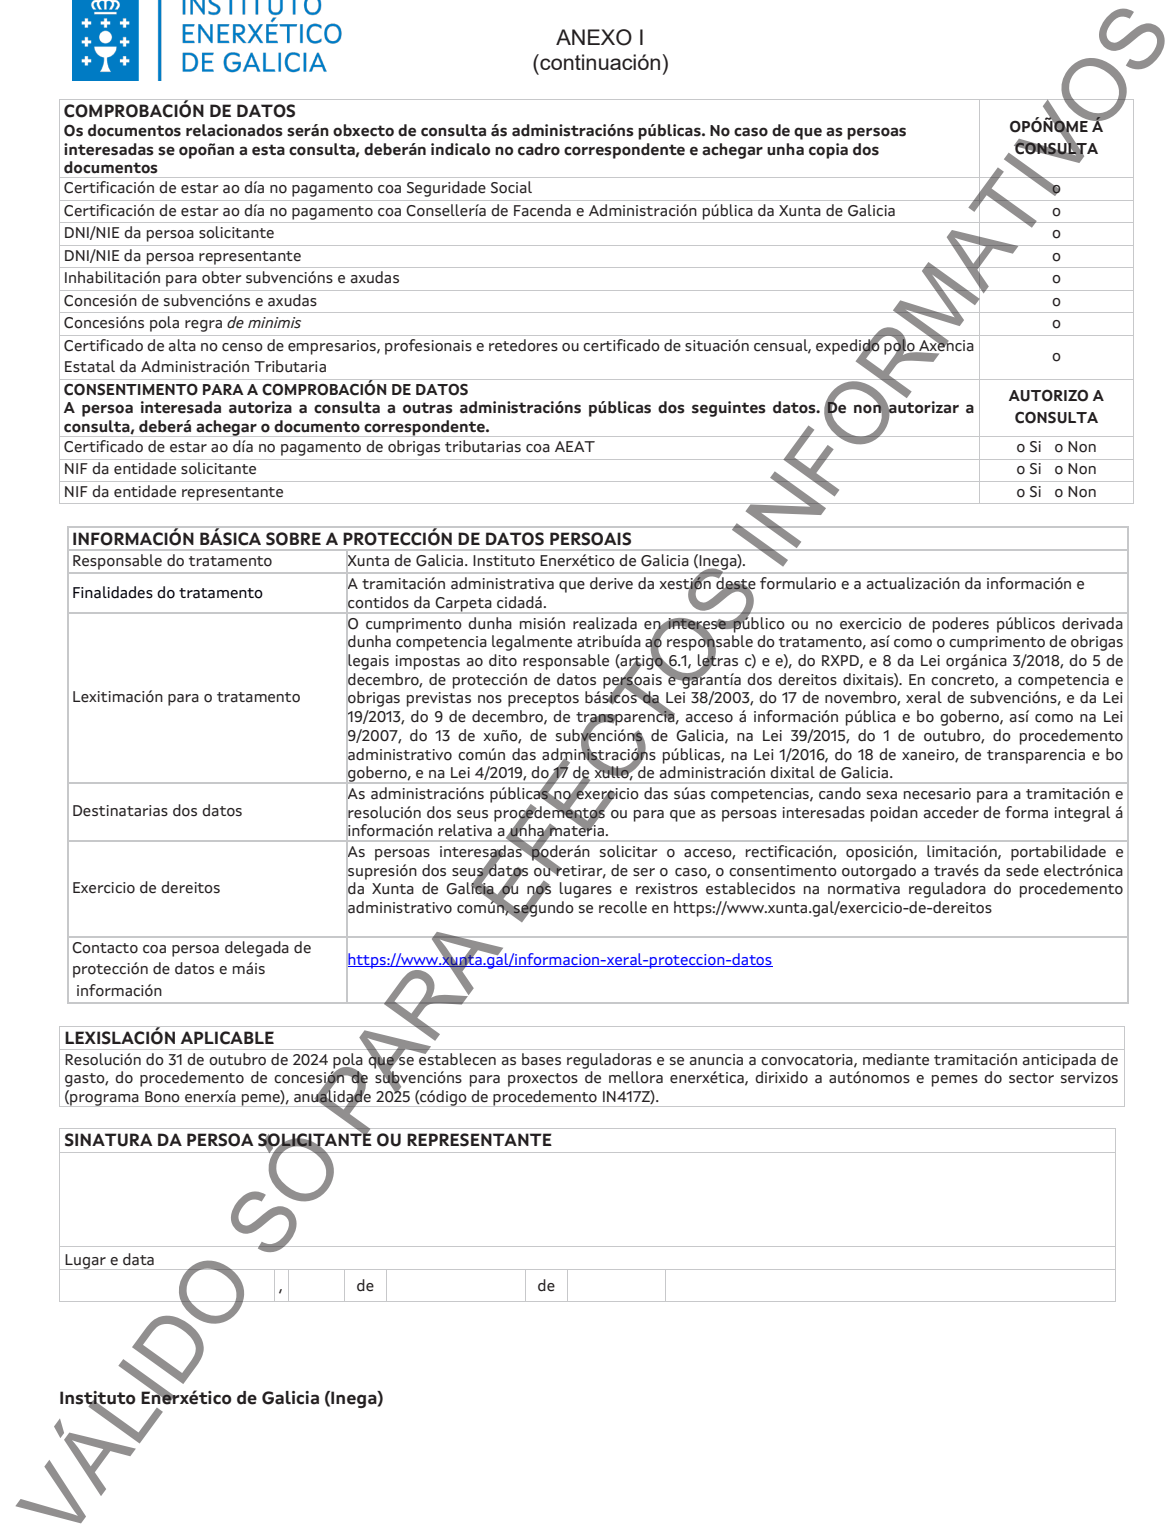 INSTITUTO
ENERXÉTICO
DE GALICIA
ANEXO I
(continuación)
COMPROBACIÓN DE DATOS
Os documentos relacionados serán obxecto de consulta ás administracións públicas. No caso de que as persoas
interesadas se opoñan a esta consulta, deberán indicalo no cadro correspondente e achegar unha copia dos
documentos
OPÓÑOME Á
CONSULTA
Certificación de estar ao día no pagamento coa Seguridade Social o
Certificación de estar ao día no pagamento coa Consellería de Facenda e Administración pública da Xunta de Galicia o
DNI/NIE da persoa solicitante o
DNI/NIE da persoa representante o
Inhabilitación para obter subvencións e axudas o
Concesión de subvencións e axudas o
Concesións pola regra de minimis o
Certificado de alta no censo de empresarios, profesionais e retedores ou certificado de situación censual, expedido polo Axencia
Estatal da Administración Tributaria
o
CONSENTIMENTO PARA A COMPROBACIÓN DE DATOS
A persoa interesada autoriza a consulta a outras administracións públicas dos seguintes datos. De non autorizar a
consulta, deberá achegar o documento correspondente.
AUTORIZO A
CONSULTA
Certificado de estar ao día no pagamento de obrigas tributarias coa AEAT o Si o Non
NIF da entidade solicitante o Si o Non
NIF da entidade representante o Si o Non
INFORMACIÓN BÁSICA SOBRE A PROTECCIÓN DE DATOS PERSOAIS
Responsable do tratamento Xunta de Galicia. Instituto Enerxético de Galicia (Inega).
Finalidades do tratamento
A tramitación administrativa que derive da xestión deste formulario e a actualización da información e
contidos da Carpeta cidadá.
Lexitimación para o tratamento
O cumprimento dunha misión realizada en interese público ou no exercicio de poderes públicos derivada
dunha competencia legalmente atribuída ao responsable do tratamento, así como o cumprimento de obrigas
legais impostas ao dito responsable (artigo 6.1, letras c) e e), do RXPD, e 8 da Lei orgánica 3/2018, do 5 de
decembro, de protección de datos persoais e garantía dos dereitos dixitais). En concreto, a competencia e
obrigas previstas nos preceptos básicos da Lei 38/2003, do 17 de novembro, xeral de subvencións, e da Lei
19/2013, do 9 de decembro, de transparencia, acceso á información pública e bo goberno, así como na Lei
9/2007, do 13 de xuño, de subvencións de Galicia, na Lei 39/2015, do 1 de outubro, do procedemento
administrativo común das administracións públicas, na Lei 1/2016, do 18 de xaneiro, de transparencia e bo
goberno, e na Lei 4/2019, do 17 de xullo, de administración dixital de Galicia.
Destinatarias dos datos
As administracións públicas no exercicio das súas competencias, cando sexa necesario para a tramitación e
resolución dos seus procedementos ou para que as persoas interesadas poidan acceder de forma integral á
información relativa a unha materia.
Exercicio de dereitos
As persoas interesadas poderán solicitar o acceso, rectificación, oposición, limitación, portabilidade e
supresión dos seus datos ou retirar, de ser o caso, o consentimento outorgado a través da sede electrónica
da Xunta de Galicia ou nos lugares e rexistros establecidos na normativa reguladora do procedemento
administrativo común, segundo se recolle en https://www.xunta.gal/exercicio-de-dereitos
Contacto coa persoa delegada de
protección de datos e máis
información
https://www.xunta.gal/informacion-xeral-proteccion-datos
LEXISLACIÓN APLICABLE
Resolución do 31 de outubro de 2024 pola que se establecen as bases reguladoras e se anuncia a convocatoria, mediante tramitación anticipada de
gasto, do procedemento de concesión de subvencións para proxectos de mellora enerxética, dirixido a autónomos e pemes do sector servizos
(programa Bono enerxía peme), anualidade 2025 (código de procedemento IN417Z).
SINATURA DA PERSOA SOLICITANTE OU REPRESENTANTE
Lugar e data
, de de
Instituto Enerxético de Galicia (Inega)
VÁLIDO SÓ PARA EFECTOS INFORMATIVOS